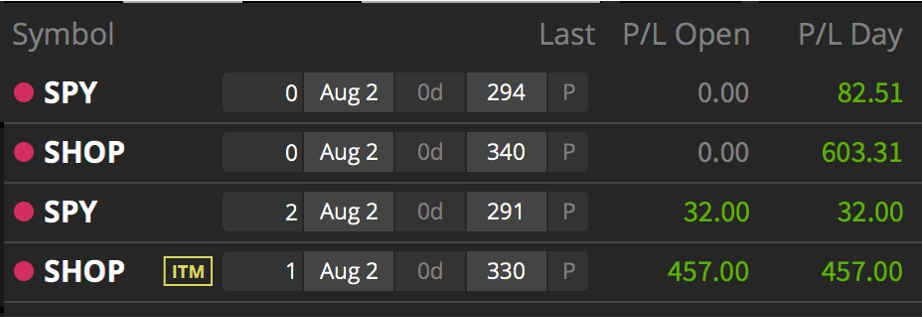 Symbol Last P/L Open P/L Day
SPY 0 Aug 2 0d 294 P 0.00 82.51
SHOP 0 Aug 2 0d 340 P 0.00 603.31
SPY 2 Aug 2 0d 291 P 32.00 32.00
SHOP ITM 1 Aug 2 0d 330 P 457.00 457.00